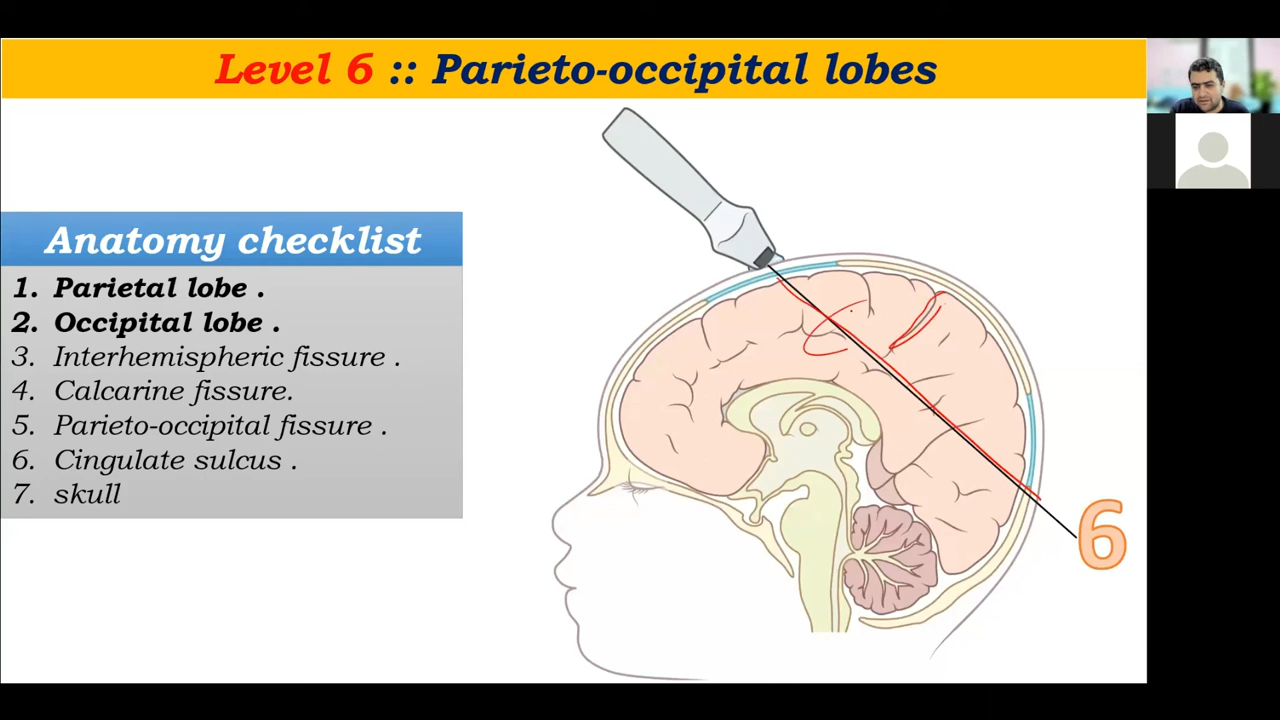 Level 6 :: Parieto-occipital lobes
Anatomy checklist
1. Parietal lobe .
2. Occipital lobe .
3. Interhemispheric fissure .
4. Calcarine fissure.
5. Parieto-occipital fissure .
6. Cingulate sulcus .
7. skull
6